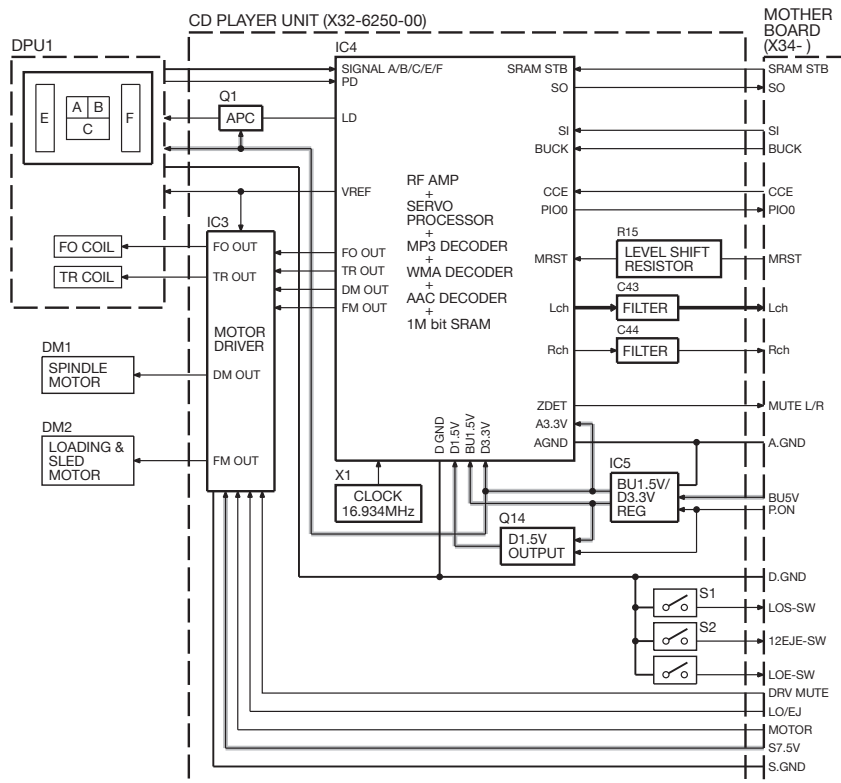 CD PLAYER UNIT (X32-6250-00)
MOTHER
BOARD
(X34- )
DPU1
IC4
E
A
B
C
F
Q1
APC
SIGNAL A/B/C/E/F
PD
LD
VREF
SRAM STB
SRAM STB
SO
SO
SI
SI
BUCK
BUCK
CCE
CCE
PIO0
PIO0
RF AMP
+
SERVO
PROCESSOR
+
MP3 DECODER
+
WMA DECODER
+
AAC DECODER
+
1M bit SRAM
IC3
FO COIL
TR COIL
FO OUT
TR OUT
MOTOR
DRIVER
DM OUT
FM OUT
FO OUT
TR OUT
DM OUT
FM OUT
MRST
R15
LEVEL SHIFT
RESISTOR
MRST
Lch
C43
FILTER
Lch
Rch
C44
FILTER
Rch
DM1
SPINDLE
MOTOR
DM2
LOADING &
SLED
MOTOR
ZDET
MUTE L/R
A3.3V
AGND
A.GND
D GND
D1.5V
BU1.5V
D3.3V
X1
CLOCK
16.934MHz
IC5
BU1.5V/
D3.3V
REG
BU5V
P.ON
Q14
D1.5V
OUTPUT
D.GND
S1
LOS-SW
S2
12EJE-SW
LOE-SW
DRV MUTE
LO/EJ
MOTOR
S7.5V
S.GND